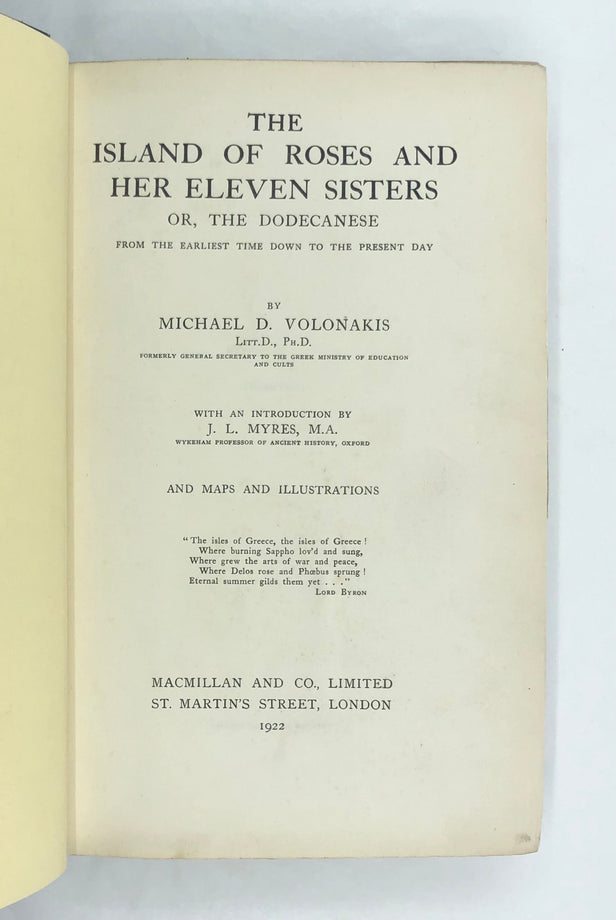 THE
ISLAND OF ROSES AND
HER ELEVEN SISTERS
OR, THE DODECANESE
FROM THE EARLIEST TIME DOWN TO THE PRESENT DAY
BY
MICHAEL D. VOLONAKIS
LITT.D., PH.D.
FORMERLY GENERAL SECRETARY TO THE GREEK MINISTRY OF EDUCATION
AND CULTS
WITH AN INTRODUCTION BY
J. L. MYRES, M.A.
WYKEHAM PROFESSOR OF ANCIENT HISTORY, OXFORD
AND MAPS AND ILLUSTRATIONS
"The isles of Greece, the isles of Greece!
Where burning Sappho lov'd and sung,
Where grew the arts of war and peace,
Where Delos rose and Phœbus sprung!
Eternal summer gilds them yet . . ."
LORD BYRON
MACMILLAN AND CO., LIMITED
ST. MARTIN'S STREET, LONDON
1922